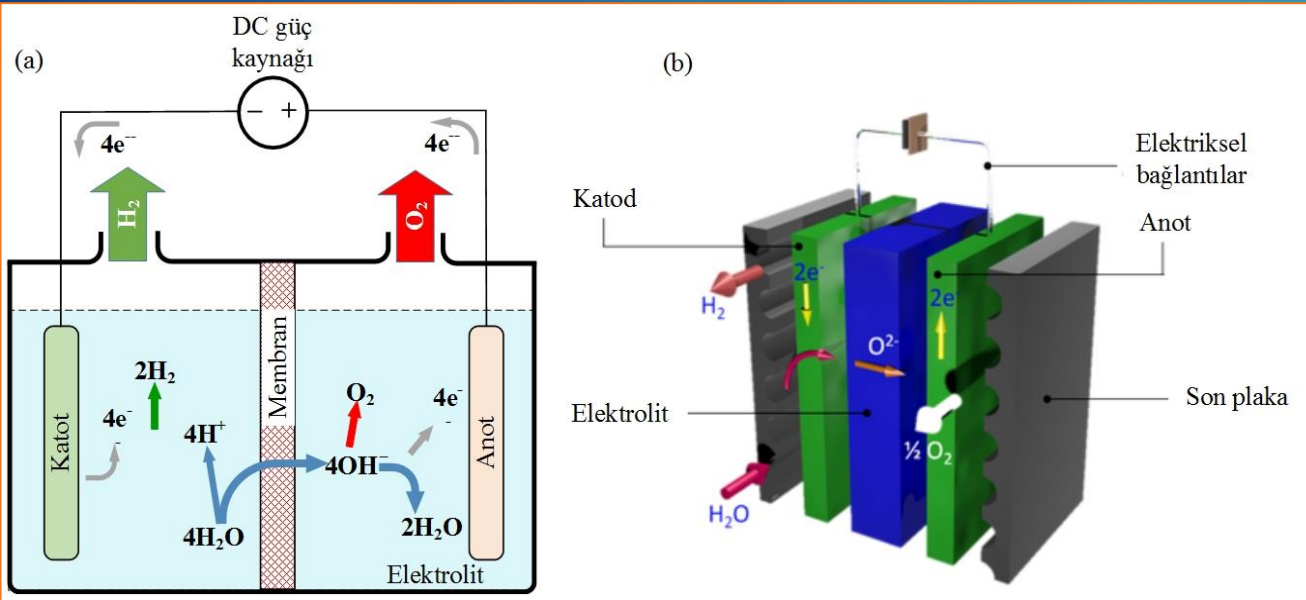 (a)
DC güç
kaynağı
− +
4e--
4e--
H₂
O₂
Membran
Katot
Anot
2H₂
4e-
-
4H⁺
4H₂O
O₂
4e-
-
4OH⁻
2H₂O
Elektrolit
(b)
Elektriksel
bağlantılar
Katod
Anot
2e-
2e-
H₂
O²⁻
Elektrolit
Son plaka
½ O₂
H₂O